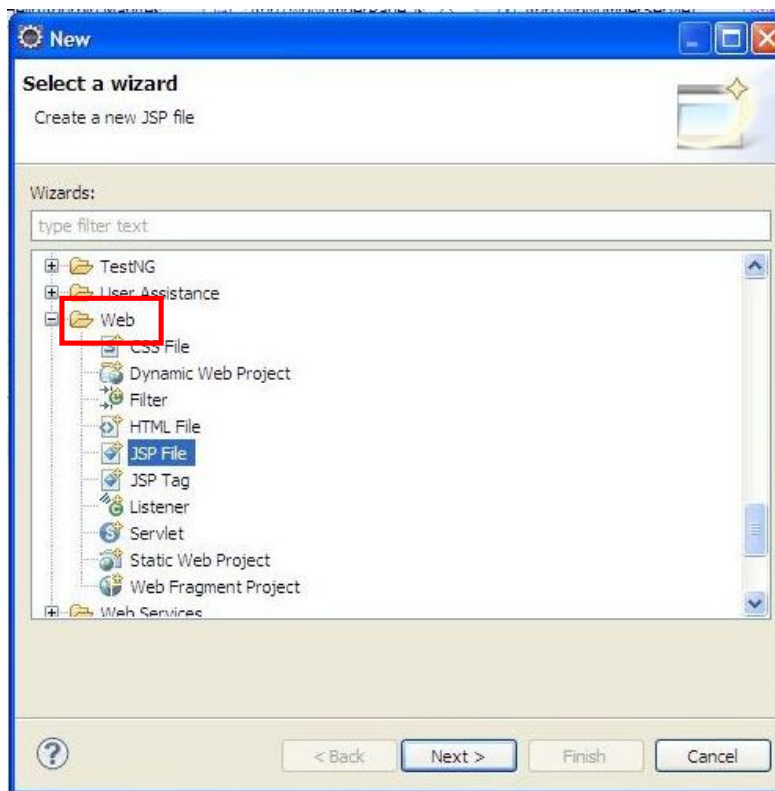 New
Select a wizard
Create a new JSP file
Wizards:
type filter text
TestNG
User Assistance
Web
CSS File
Dynamic Web Project
Filter
HTML File
JSP File
JSP Tag
Listener
Servlet
Static Web Project
Web Fragment Project
Web Services
< Back Next > Finish Cancel